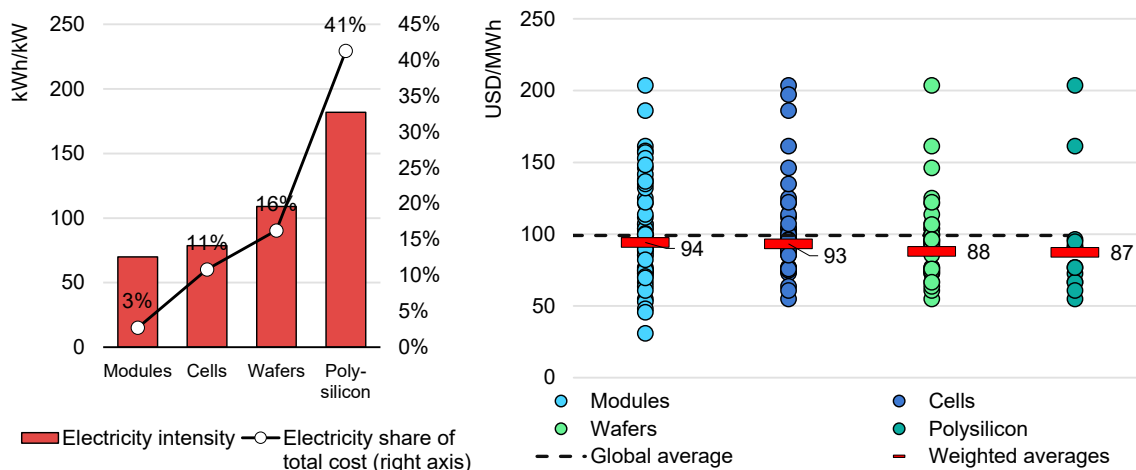 kWh/kW
250
200
150
100
50
0
45%
40%
35%
30%
25%
20%
15%
10%
5%
0%
3%
11%
16%
41%
Modules
Cells
Wafers
Poly-
silicon
Electricity intensity
Electricity share of
total cost (right axis)
USD/MWh
250
200
150
100
50
0
94
93
88
87
Modules
Cells
Wafers
Polysilicon
Global average
Weighted averages